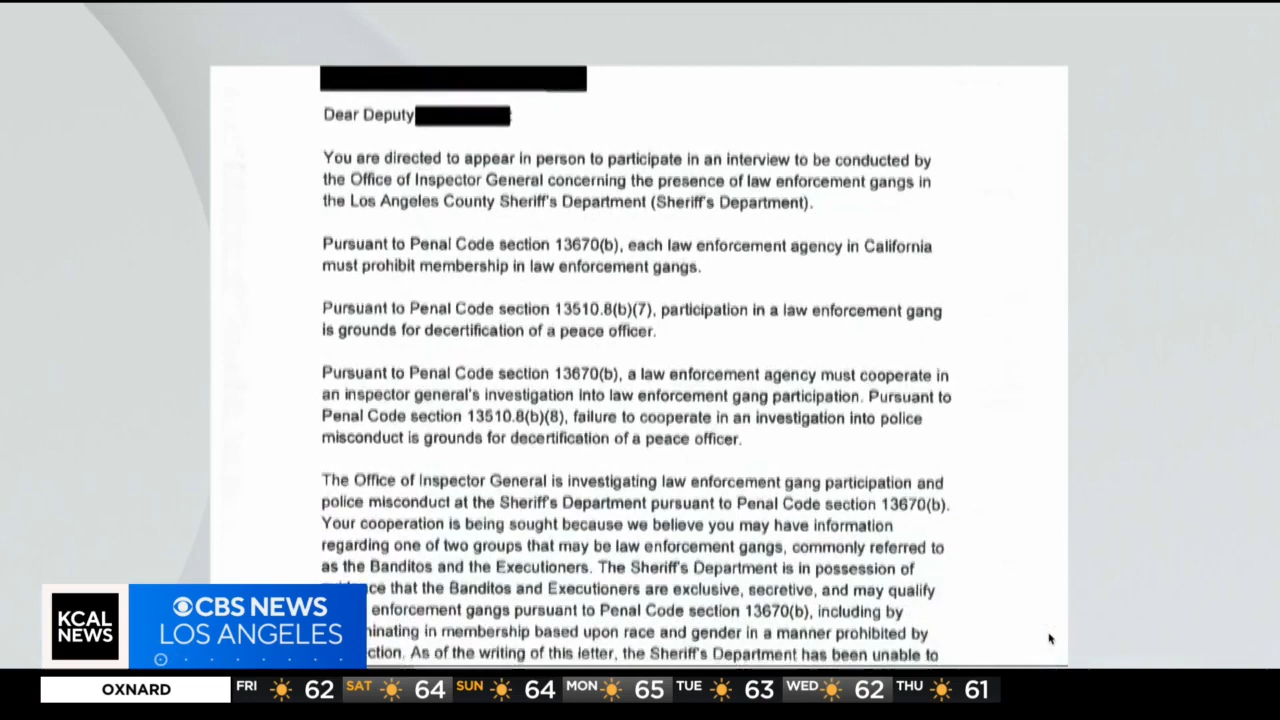 Dear Deputy
You are directed to appear in person to participate in an interview to be conducted by
the Office of Inspector General concerning the presence of law enforcement gangs in
the Los Angeles County Sheriff's Department (Sheriff's Department).
Pursuant to Penal Code section 13670(b), each law enforcement agency in California
must prohibit membership in law enforcement gangs.
Pursuant to Penal Code section 13510.8(b)(7), participation in a law enforcement gang
is grounds for decertification of a peace officer.
Pursuant to Penal Code section 13670(b), a law enforcement agency must cooperate in
an inspector general's investigation into law enforcement gang participation. Pursuant to
Penal Code section 13510.8(b)(8), failure to cooperate in an investigation into police
misconduct is grounds for decertification of a peace officer.
The Office of Inspector General is investigating law enforcement gang participation and
police misconduct at the Sheriff's Department pursuant to Penal Code section 13670(b).
Your cooperation is being sought because we believe you may have information
regarding one of two groups that may be law enforcement gangs, commonly referred to
as the Banditos and the Executioners. The Sheriff's Department is in possession of
ce that the Banditos and Executioners are exclusive, secretive, and may qualify
enforcement gangs pursuant to Penal Code section 13670(b), including by
inating in membership based upon race and gender in a manner prohibited by
ction. As of the writing of this letter, the Sheriff's Department has been unable to
KCAL NEWS
CBS NEWS
LOS ANGELES
OXNARD FRI 62 SAT 64 SUN 64 MON 65 TUE 63 WED 62 THU 61